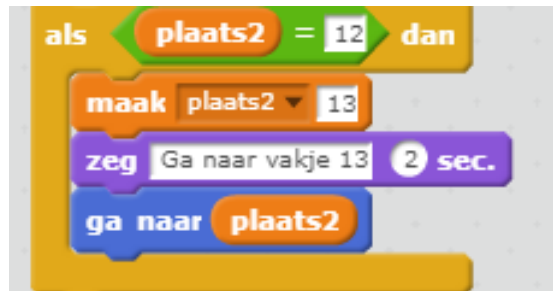 als plaats2 = 12 dan
maak plaats2 13
zeg Ga naar vakje 13 2 sec.
ga naar plaats2